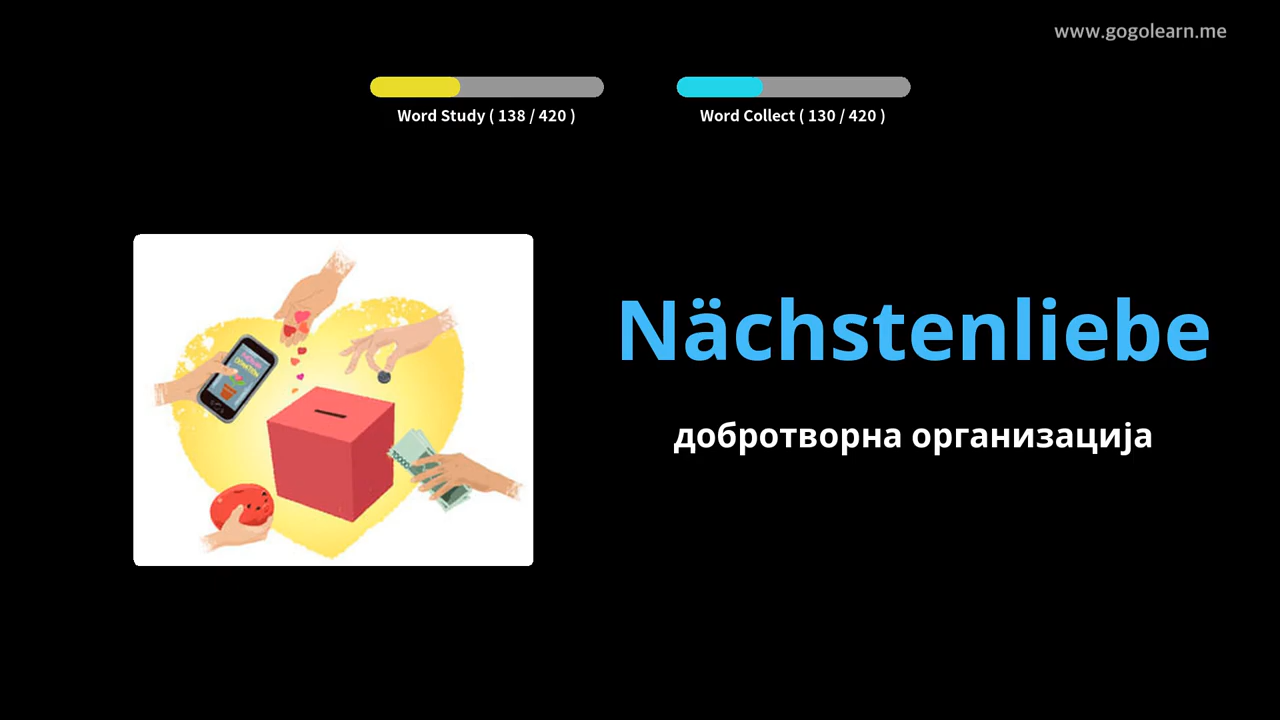 www.gogolearn.me
Word Study ( 138 / 420 )
Word Collect ( 130 / 420 )
Nächstenliebe
добротворна организација